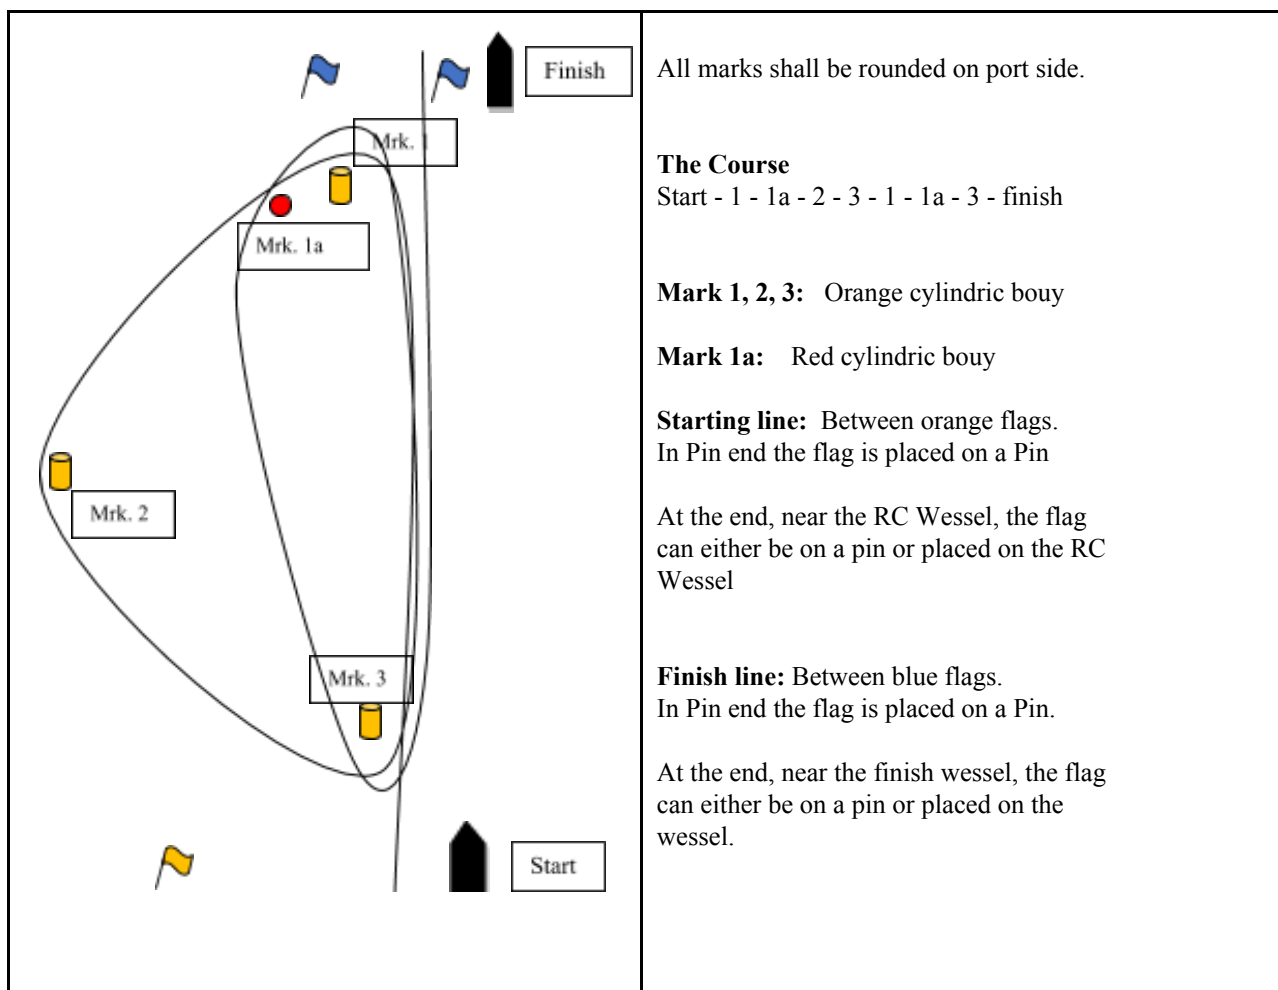 Finish
Mrk. 1
Mrk. 1a
Mrk. 2
Mrk. 3
Start
All marks shall be rounded on port side.
The Course
Start - 1 - 1a - 2 - 3 - 1 - 1a - 3 - finish
Mark 1, 2, 3: Orange cylindric bouy
Mark 1a: Red cylindric bouy
Starting line: Between orange flags.
In Pin end the flag is placed on a Pin
At the end, near the RC Wessel, the flag
can either be on a pin or placed on the RC
Wessel
Finish line: Between blue flags.
In Pin end the flag is placed on a Pin.
At the end, near the finish wessel, the flag
can either be on a pin or placed on the
wessel.